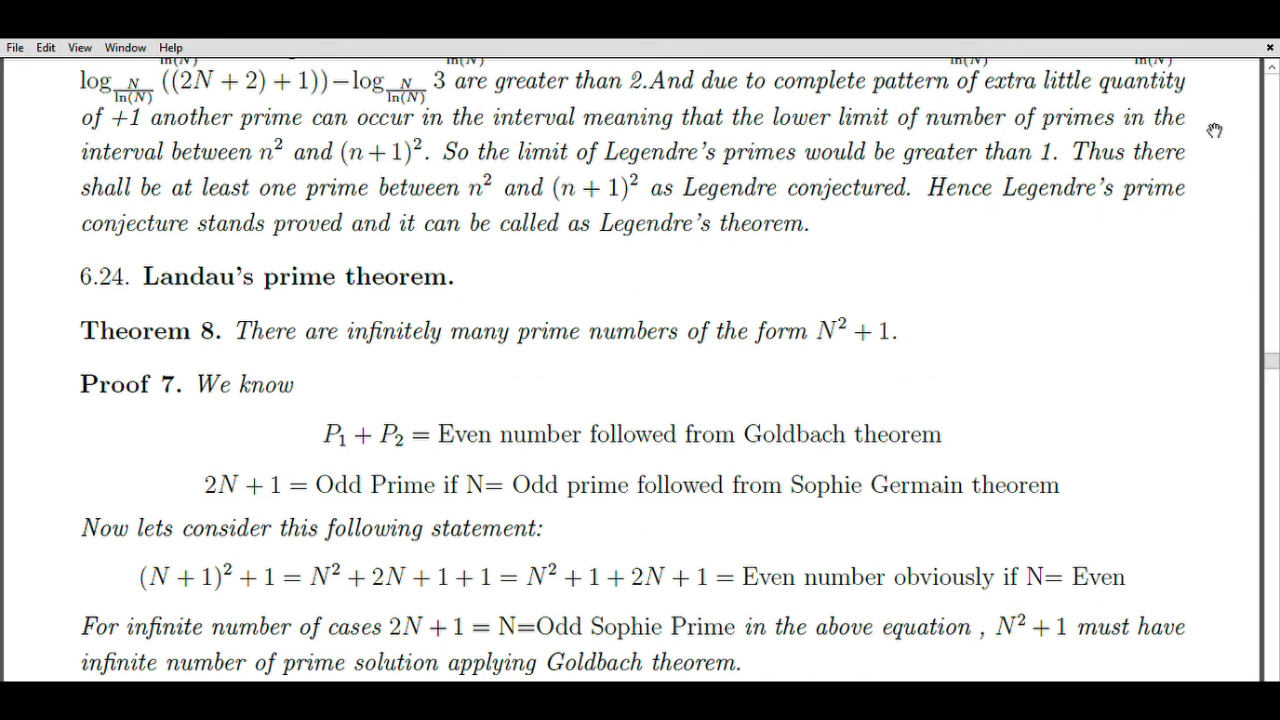 File Edit View Window Help
ln(N) ln(N) ln(N) ln(N)
log_{N/ln(N)} ((2N + 2) + 1)) − log_{N/ln(N)} 3 are greater than 2.And due to complete pattern of extra little quantity
of +1 another prime can occur in the interval meaning that the lower limit of number of primes in the
interval between n² and (n + 1)². So the limit of Legendre's primes would be greater than 1. Thus there
shall be at least one prime between n² and (n + 1)² as Legendre conjectured. Hence Legendre's prime
conjecture stands proved and it can be called as Legendre's theorem.
6.24. Landau's prime theorem.
Theorem 8. There are infinitely many prime numbers of the form N² + 1.
Proof 7. We know
P₁ + P₂ = Even number followed from Goldbach theorem
2N + 1 = Odd Prime if N= Odd prime followed from Sophie Germain theorem
Now lets consider this following statement:
(N + 1)² + 1 = N² + 2N + 1 + 1 = N² + 1 + 2N + 1 = Even number obviously if N= Even
For infinite number of cases 2N + 1 = N=Odd Sophie Prime in the above equation , N² + 1 must have
infinite number of prime solution applying Goldbach theorem.